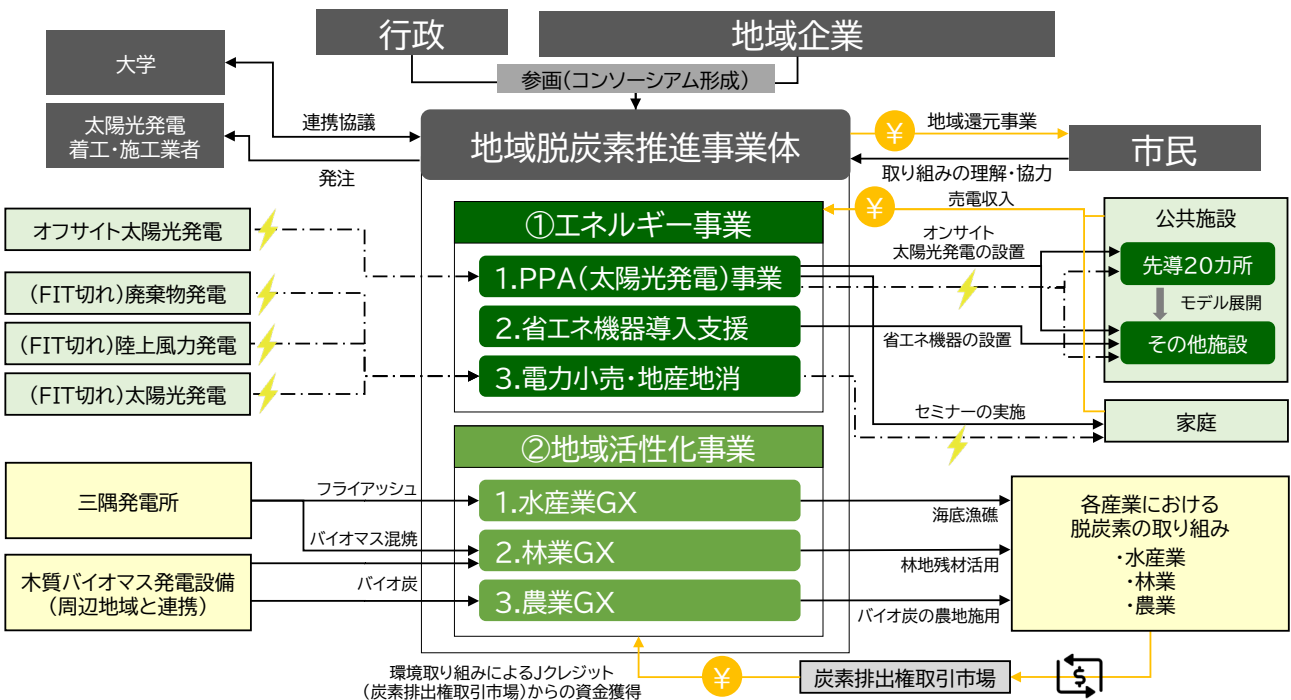 行政
地域企業
大学
参画(コンソーシアム形成)
太陽光発電
着工・施工業者
連携協議
発注
地域脱炭素推進事業体
¥
地域還元事業
市民
取り組みの理解・協力
売電収入
¥
オフサイト太陽光発電
(FIT切れ)廃棄物発電
(FIT切れ)陸上風力発電
(FIT切れ)太陽光発電
①エネルギー事業
1.PPA(太陽光発電)事業
2.省エネ機器導入支援
3.電力小売・地産地消
オンサイト
太陽光発電の設置
省エネ機器の設置
セミナーの実施
公共施設
先導20カ所
モデル展開
その他施設
家庭
三隅発電所
木質バイオマス発電設備
(周辺地域と連携)
フライアッシュ
バイオマス混焼
バイオ炭
②地域活性化事業
1.水産業GX
2.林業GX
3.農業GX
海底漁礁
林地残材活用
バイオ炭の農地施用
各産業における
脱炭素の取り組み
・水産業
・林業
・農業
環境取り組みによるJクレジット
(炭素排出権取引市場)からの資金獲得
¥
炭素排出権取引市場
$